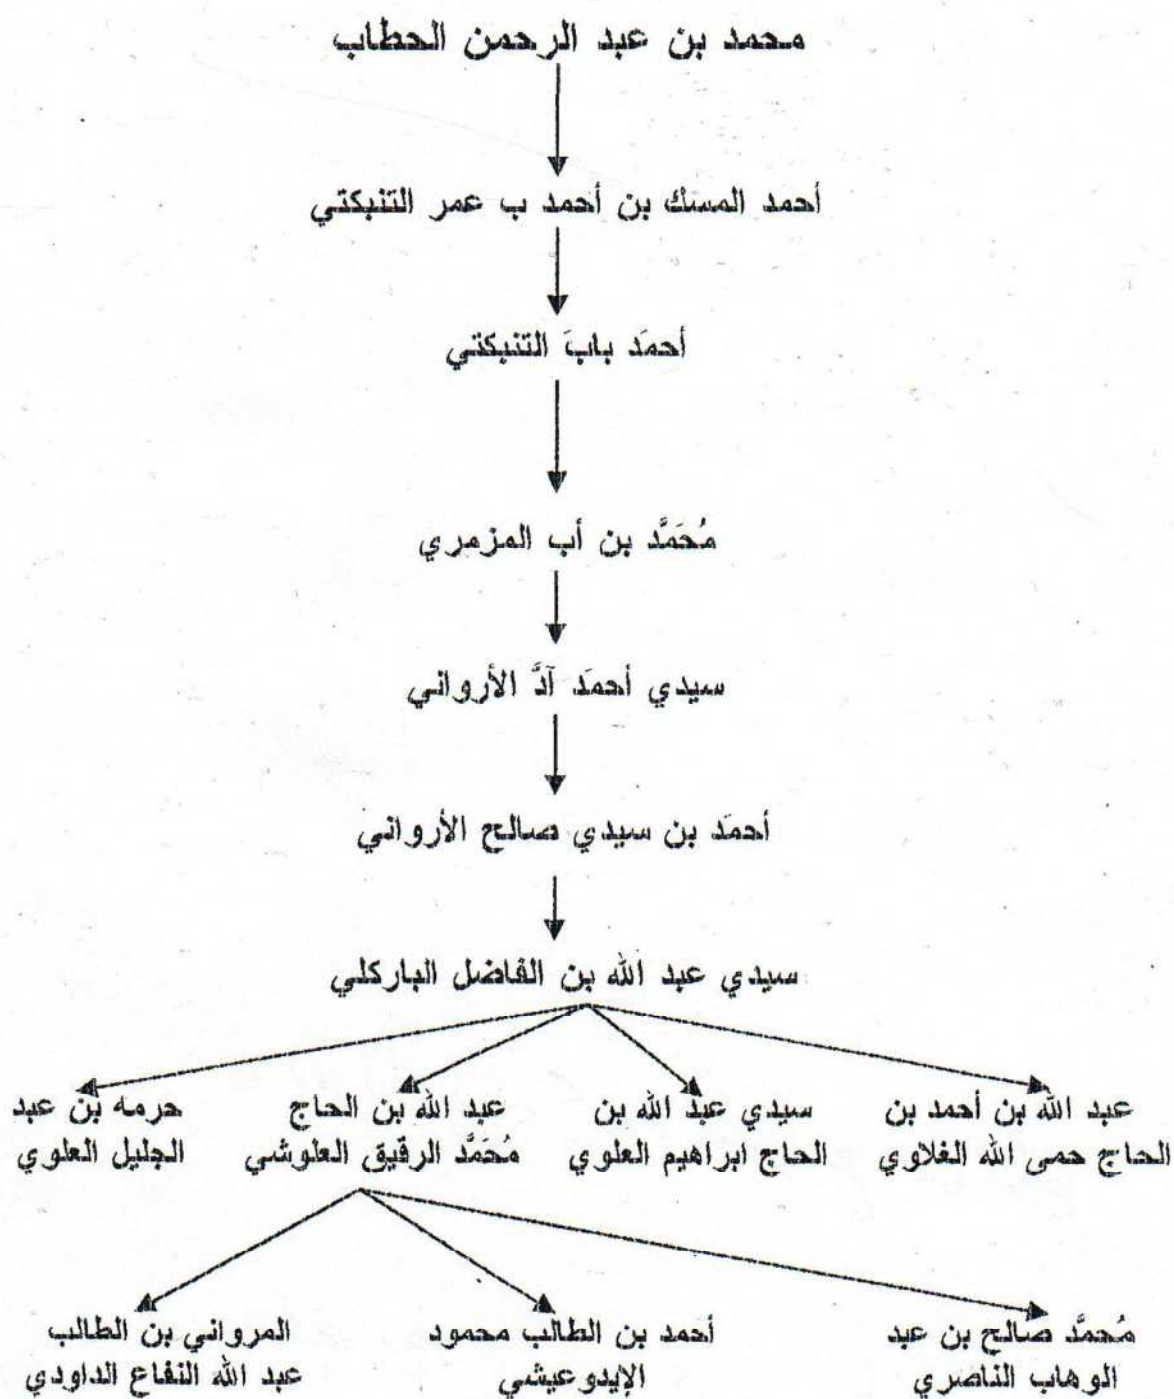 محمد بن عبد الرحمن الحطاب
أحمد المسك بن أحمد ب عمر التنبكتي
أحمَد بابَ التنبكتي
مُحَمَّد بن أب المزمري
سيدي أحمَد آدَّ الأرواني
أحمَد بن سيدي صالح الأرواني
سيدي عبد الله بن الفاضل الباركلي
عبد الله بن أحمد بن
الحاج حمى الله الغلاوي
سيدي عبد الله بن
الحاج ابراهيم العلوي
عبد الله بن الحاج
مُحَمَّد الرقيق العلوشي
حرمه بن عبد
الجليل العلوي
مُحمَّد صالح بن عبد
الوهاب الناصري
أحمد بن الطالب محمود
الإيدوعيشي
المرواني بن الطالب
عبد الله النفاع الداودي